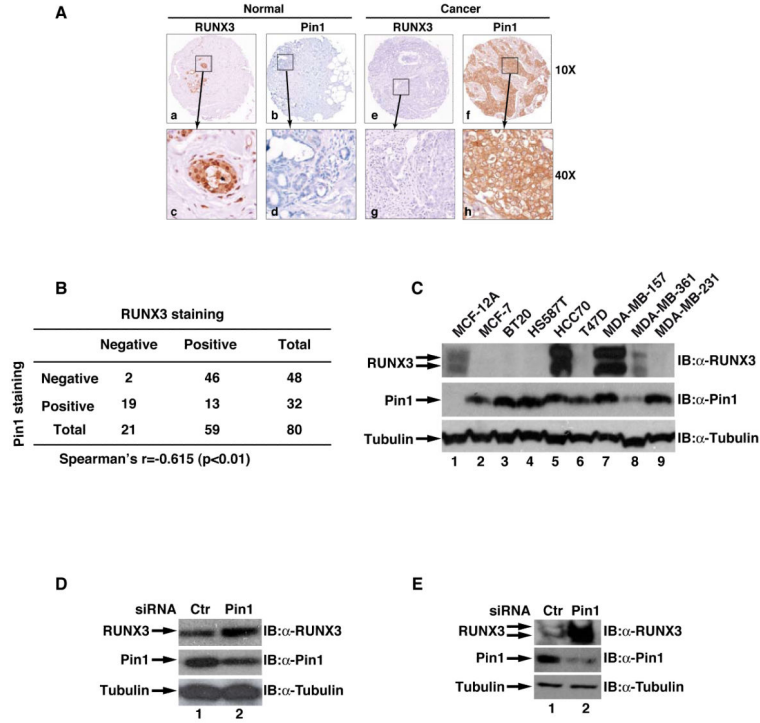 A
Normal
Cancer
RUNX3 Pin1 RUNX3 Pin1
a b e f
10X
c d g h
40X
B
RUNX3 staining
Negative Positive Total
Pin1 staining
Negative 2 46 48
Positive 19 13 32
Total 21 59 80
Spearman's r=-0.615 (p<0.01)
C
MCF-12A MCF-7 BT20 HS587T HCC70 T47D MDA-MB-157 MDA-MB-361 MDA-MB-231
RUNX3 IB:α-RUNX3
Pin1 IB:α-Pin1
Tubulin IB:α-Tubulin
1 2 3 4 5 6 7 8 9
D
siRNA Ctr Pin1
RUNX3 IB:α-RUNX3
Pin1 IB:α-Pin1
Tubulin IB:α-Tubulin
1 2
E
siRNA Ctr Pin1
RUNX3 IB:α-RUNX3
Pin1 IB:α-Pin1
Tubulin IB:α-Tubulin
1 2